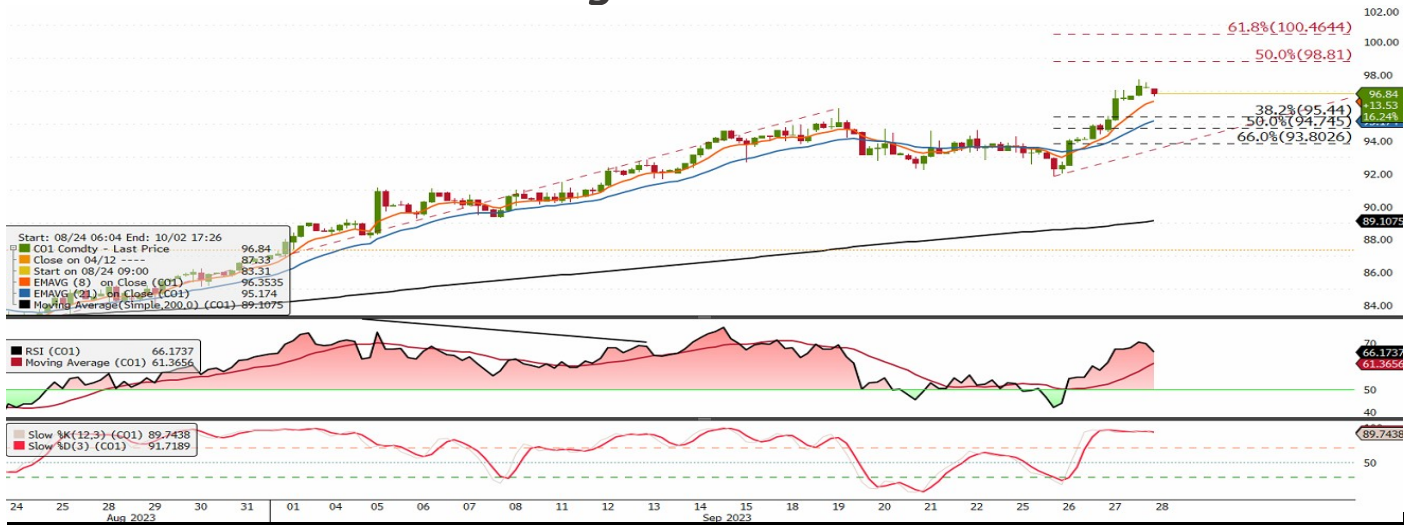 102.00
61.8%(100.4644)
100.00
50.0%(98.81)
98.00
96.84
+13.53
16.24%
38.2%(95.44)
50.0%(94.745)
66.0%(93.8026)
94.00
92.00
90.00
89.1075
88.00
86.00
84.00
Start: 08/24 06:04 End: 10/02 17:26
CO1 Comdty - Last Price 96.84
Close on 04/12 ---- 87.33
Start on 08/24 09:00 83.31
EMAVG (8) on Close (CO1) 96.3535
EMAVG (21) on Close (CO1) 95.174
Moving Average(Simple,200,0) (CO1) 89.1075
RSI (CO1) 66.1737
Moving Average (CO1) 61.3656
70
66.1737
61.3656
50
40
Slow %K(12,3) (CO1) 89.7438
Slow %D(3) (CO1) 91.7189
89.7438
50
24 25 28 29 30 31 01 04 05 06 07 08 11 12 13 14 15 18 19 20 21 22 25 26 27 28
Aug 2023 Sep 2023